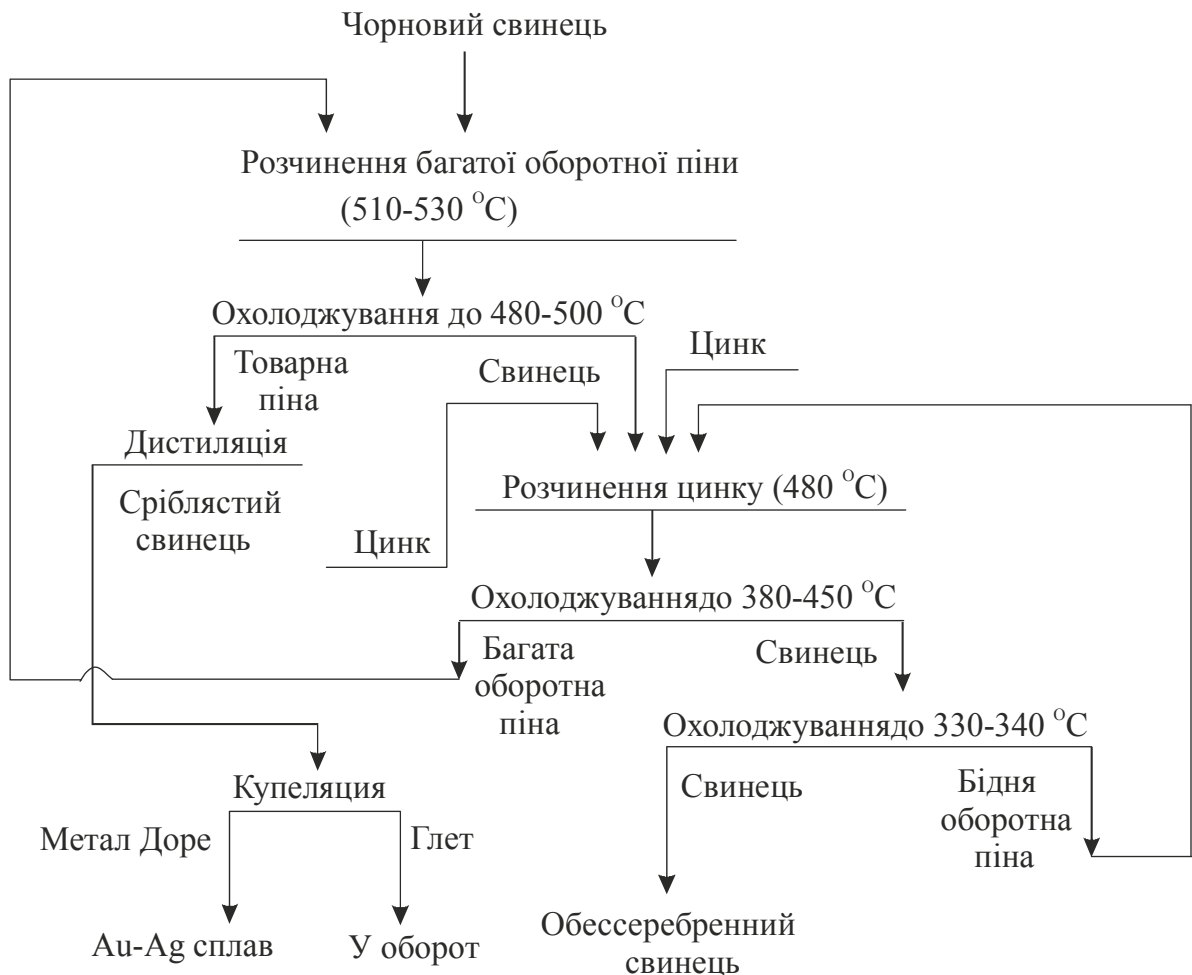 Чорновий свинець
Розчинення багатої оборотної піни
(510-530 °С)
Охолоджування до 480-500 °С
Товарна
піна
Свинець
Цинк
Дистиляція
Розчинення цинку (480 °С)
Сріблястий
свинець
Цинк
Охолоджуваннядо 380-450 °С
Багата
оборотна
піна
Свинець
Охолоджуваннядо 330-340 °С
Купеляция
Свинець
Бідня
оборотна
піна
Метал Доре
Глет
Au-Ag сплав
У оборот
Обессеребренний
свинець